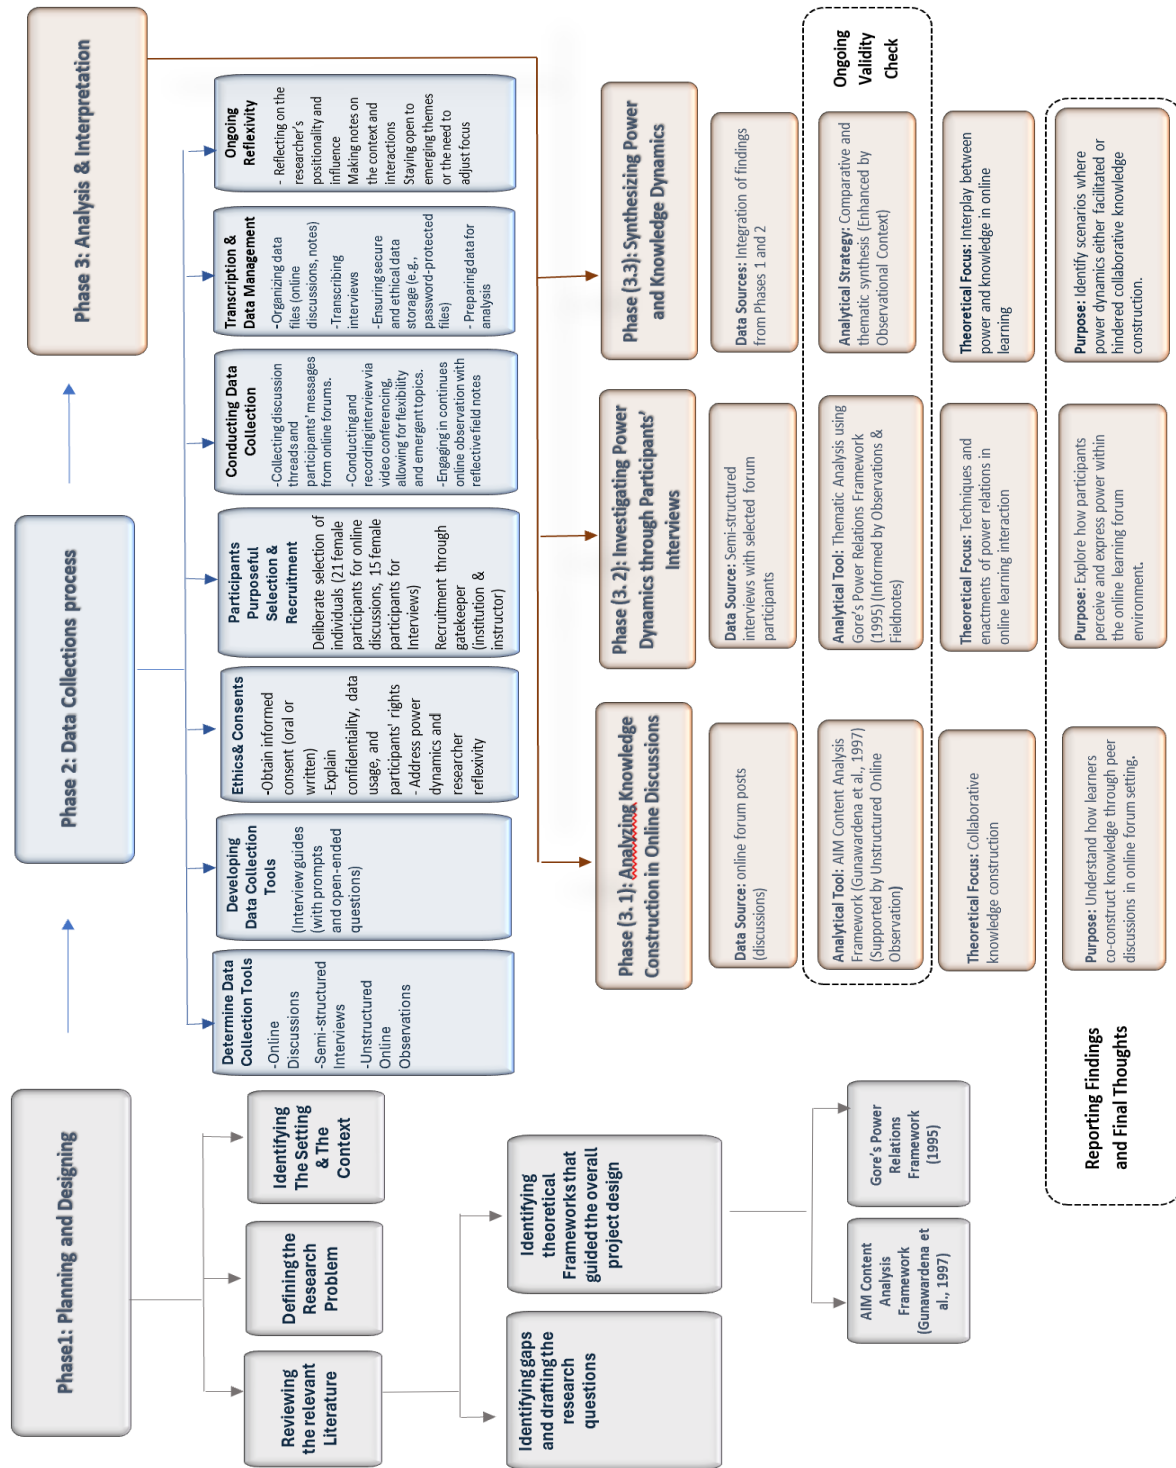 Phase1: Planning and Designing
Reviewing
the relevant
Literature
Defining the
Research
Problem
Identifying
The Setting
& The
Context
Identifying gaps
and drafting the
research
questions
Identifying
theoretical
Frameworks that
guided the overall
project design
AIM Content
Analysis
Framework
(Gunawardena et
al., 1997)
Gore's Power
Relations
Framework
(1995)
Phase 2: Data Collections process
Determine Data
Collection Tools
-Online
Discussions
-Semi-structured
Interviews
-Unstructured
Online
Observations
Developing
Data Collection
Tools
(Interview guides
(with prompts
and open-ended
questions)
Ethics& Consents
-Obtain informed
consent (oral or
written)
-Explain
confidentiality, data
usage, and
participants' rights
- Address power
dynamics and
researcher
reflexivity
Participants
Purposeful
Selection &
Recruitment
Deliberate selection of
individuals (21 female
participants for online
discussions, 15 female
participants for
Interviews)
Recruitment through
gatekeeper
(institution &
instructor)
Conducting Data
Collection
-Collecting discussion
threads and
participants' messages
from online forums.
-Conducting and
recording interview via
video conferencing,
allowing for flexibility
and emergent topics.
-Engaging in continues
online observation with
reflective field notes
Transcription &
Data Management
-Organizing data
files (online
discussions, notes)
-Transcribing
interviews
-Ensuring secure
and ethical data
storage (e.g.,
password-protected
files)
- Preparing data for
analysis
Ongoing
Reflexivity
- Reflecting on the
researcher's
positionality and
influence
Making notes on
the context and
interactions
Staying open to
emerging themes
or the need to
adjust focus
Phase 3: Analysis & Interpretation
Phase (3. 1): Analyzing Knowledge
Construction in Online Discussions
Data Source: online forum posts
(discussions)
Analytical Tool: AIM Content Analysis
Framework (Gunawardena et al., 1997)
(Supported by Unstructured Online
Observation)
Theoretical Focus: Collaborative
knowledge construction
Purpose: Understand how learners
co-construct knowledge through peer
discussions in online forum setting.
Phase (3. 2): Investigating Power
Dynamics through Participants'
Interviews
Data Source: Semi-structured
interviews with selected forum
participants
Analytical Tool: Thematic Analysis using
Gore's Power Relations Framework
(1995) (Informed by Observations &
Fieldnotes)
Theoretical Focus: Techniques and
enactments of power relations in
online learning interaction
Purpose: Explore how participants
perceive and express power within
the online learning forum
environment.
Phase (3.3): Synthesizing Power
and Knowledge Dynamics
Data Sources: Integration of findings
from Phases 1 and 2
Analytical Strategy: Comparative and
thematic synthesis (Enhanced by
Observational Context)
Theoretical Focus: Interplay between
power and knowledge in online
learning
Purpose: Identify scenarios where
power dynamics either facilitated or
hindered collaborative knowledge
construction.
Ongoing
Validity
Check
Reporting Findings
and Final Thoughts